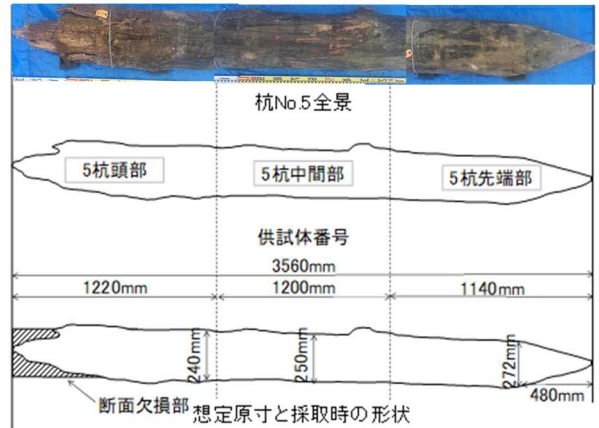 杭No.5全景
5杭頭部
5杭中間部
5杭先端部
供試体番号
3560mm
1220mm
1200mm
1140mm
240mm
250mm
272mm
480mm
断面欠損部
想定原寸と採取時の形状